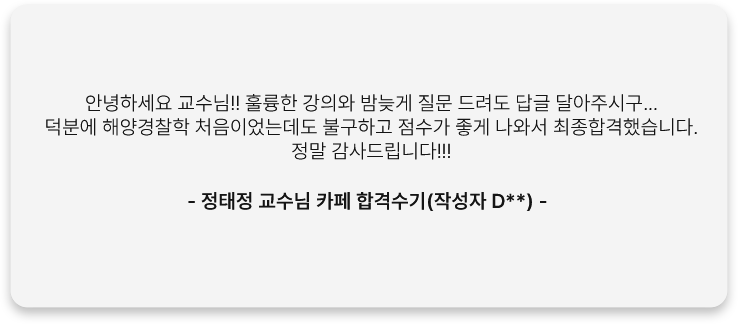 안녕하세요 교수님!! 훌륭한 강의와 밤늦게 질문 드려도 답글 달아주시구...
덕분에 해양경찰학 처음이었는데도 불구하고 점수가 좋게 나와서 최종합격했습니다.
정말 감사드립니다!!!
- 정태정 교수님 카페 합격수기(작성자 D**) -